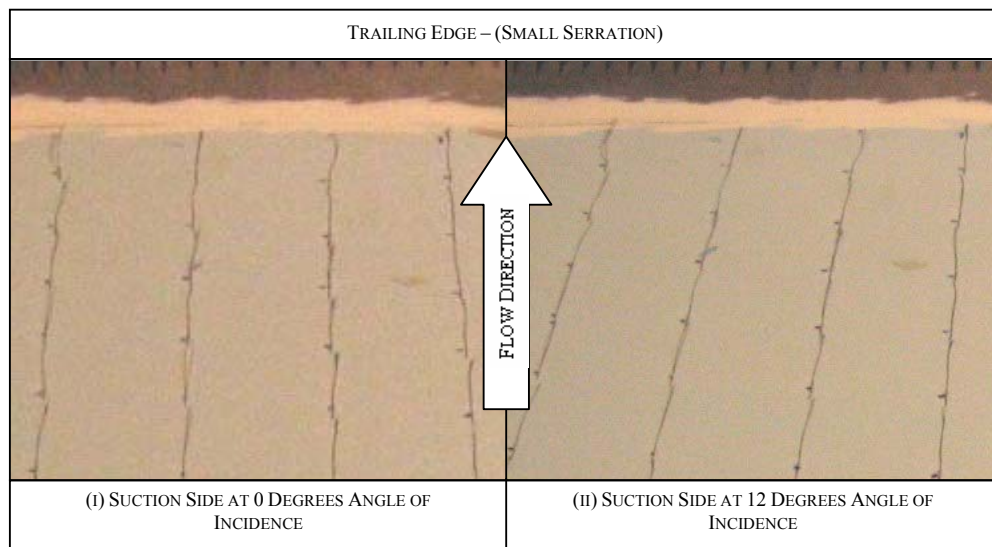 TRAILING EDGE – (SMALL SERRATION)
FLOW DIRECTION
(I) SUCTION SIDE AT 0 DEGREES ANGLE OF
INCIDENCE
(II) SUCTION SIDE AT 12 DEGREES ANGLE OF
INCIDENCE